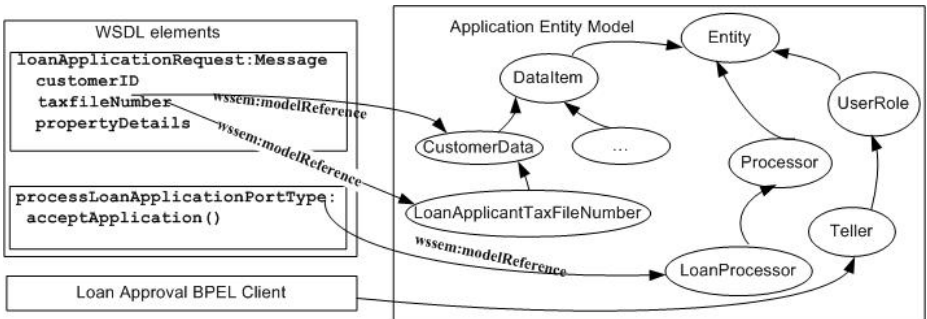 WSDL elements
loanApplicationRequest:Message
customerID
taxfileNumber
propertyDetails
processLoanApplicationPortType:
acceptApplication()
Loan Approval BPEL Client
wssem:modelReference
wssem:modelReference
wssem:modelReference
Application Entity Model
Entity
DataItem
UserRole
CustomerData
...
Processor
LoanApplicantTaxFileNumber
Teller
LoanProcessor